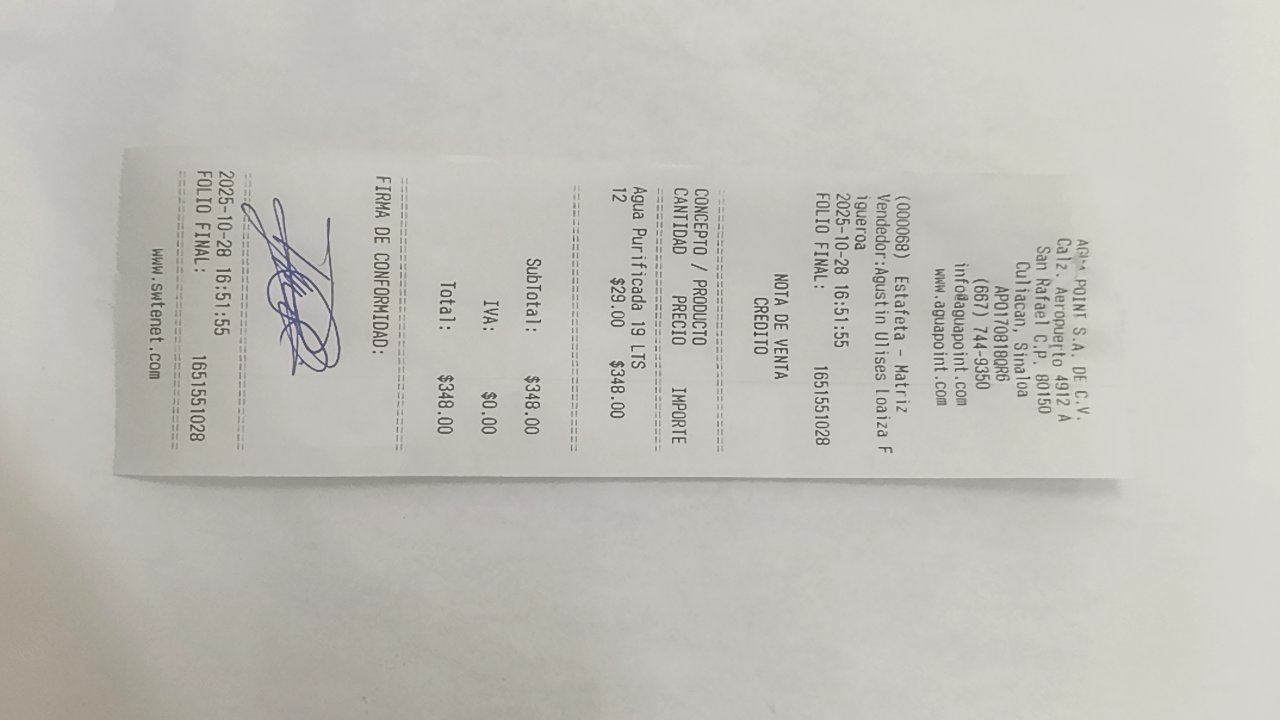 AGUA POINT S.A. DE C.V.
Calz. Aeropuerto 4912 A
San Rafael C.P. 80150
Culiacan, Sinaloa
APO170818QR6
(667) 744-9350
info@aguapoint.com
www.aguapoint.com
(000068) Estafeta - Matriz
Vendedor:Agustin Ulises loaiza F
igueroa
2025-10-28 16:51:55
FOLIO FINAL: 1651551028
NOTA DE VENTA
CREDITO
CONCEPTO / PRODUCTO
CANTIDAD PRECIO IMPORTE
Agua Purificada 19 LTS
12 $29.00 $348.00
SubTotal: $348.00
IVA: $0.00
Total: $348.00
FIRMA DE CONFORMIDAD:
2025-10-28 16:51:55
FOLIO FINAL: 1651551028
www.swtenet.com